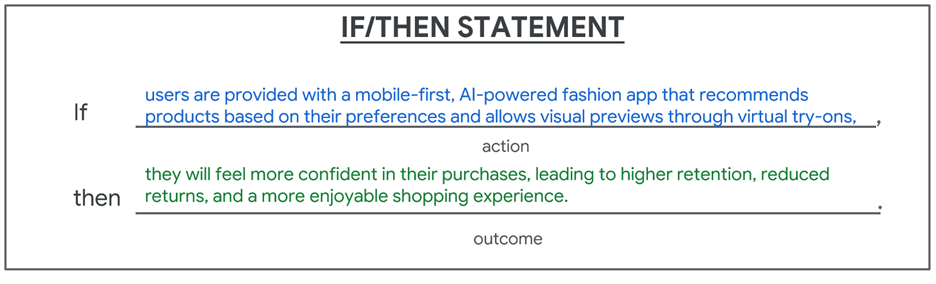 IF/THEN STATEMENT
If
users are provided with a mobile-first, AI-powered fashion app that recommends
products based on their preferences and allows visual previews through virtual try-ons, ,
action
then
they will feel more confident in their purchases, leading to higher retention, reduced
returns, and a more enjoyable shopping experience. .
outcome